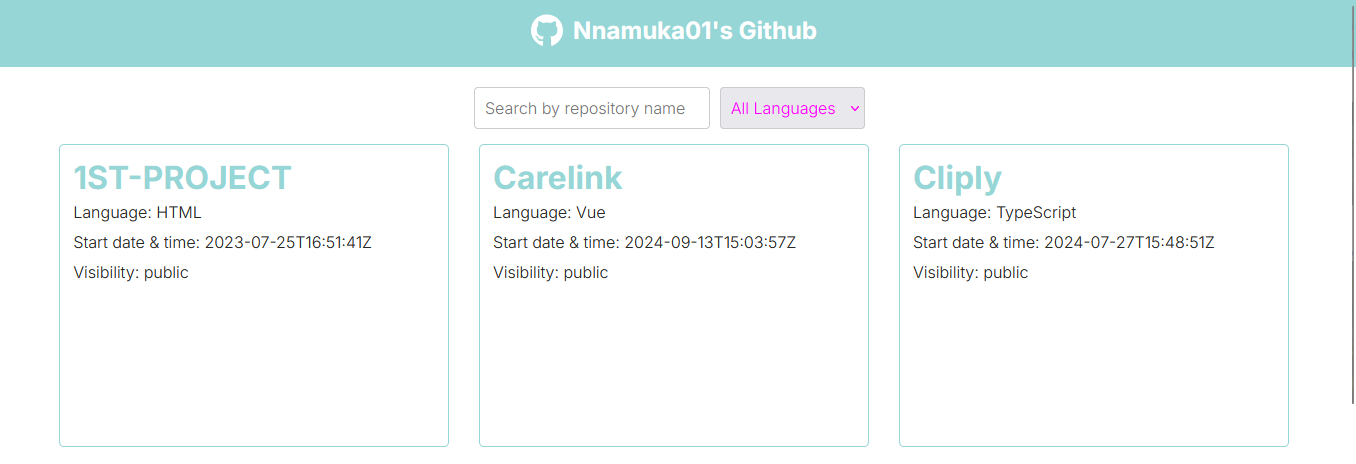 Nnamuka01's Github
Search by repository name
All Languages
1ST-PROJECT
Language: HTML
Start date & time: 2023-07-25T16:51:41Z
Visibility: public
Carelink
Language: Vue
Start date & time: 2024-09-13T15:03:57Z
Visibility: public
Cliply
Language: TypeScript
Start date & time: 2024-07-27T15:48:51Z
Visibility: public